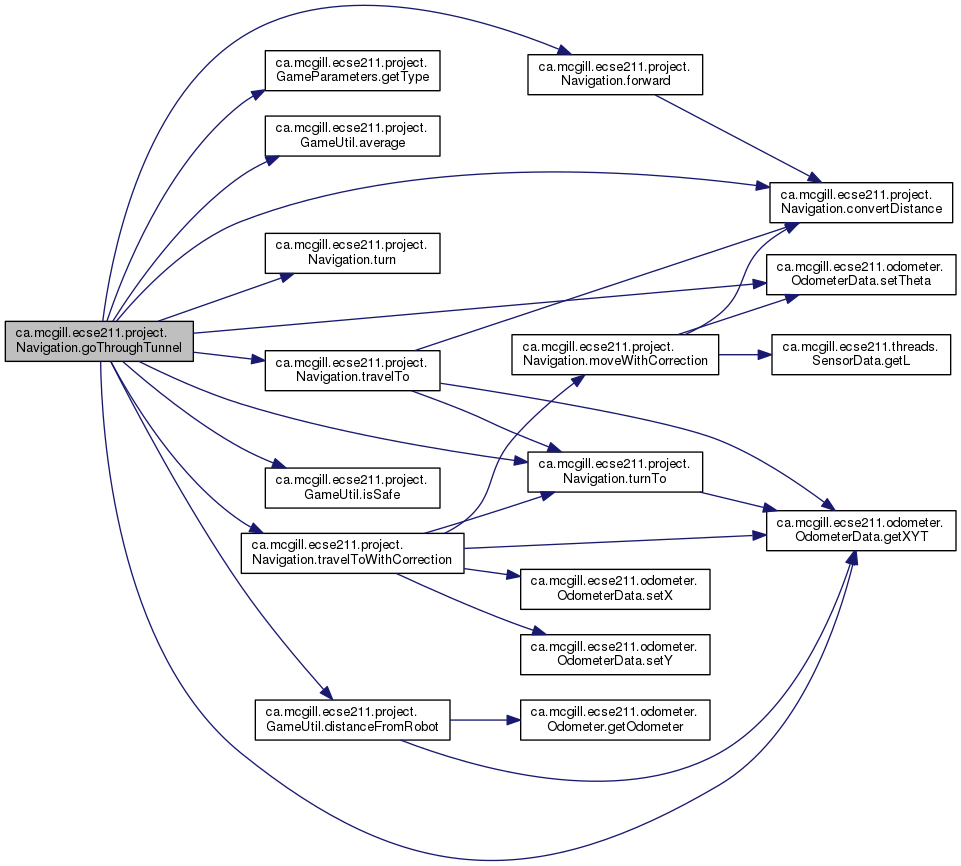 ca.mcgill.ecse211.project.
Navigation.goThroughTunnel
ca.mcgill.ecse211.project.
GameParameters.getType
ca.mcgill.ecse211.project.
GameUtil.average
ca.mcgill.ecse211.project.
Navigation.turn
ca.mcgill.ecse211.project.
Navigation.travelTo
ca.mcgill.ecse211.project.
GameUtil.isSafe
ca.mcgill.ecse211.project.
Navigation.travelToWithCorrection
ca.mcgill.ecse211.project.
GameUtil.distanceFromRobot
ca.mcgill.ecse211.project.
Navigation.forward
ca.mcgill.ecse211.project.
Navigation.moveWithCorrection
ca.mcgill.ecse211.project.
Navigation.turnTo
ca.mcgill.ecse211.odometer.
OdometerData.setX
ca.mcgill.ecse211.odometer.
OdometerData.setY
ca.mcgill.ecse211.odometer.
Odometer.getOdometer
ca.mcgill.ecse211.project.
Navigation.convertDistance
ca.mcgill.ecse211.odometer.
OdometerData.setTheta
ca.mcgill.ecse211.threads.
SensorData.getL
ca.mcgill.ecse211.odometer.
OdometerData.getXYT